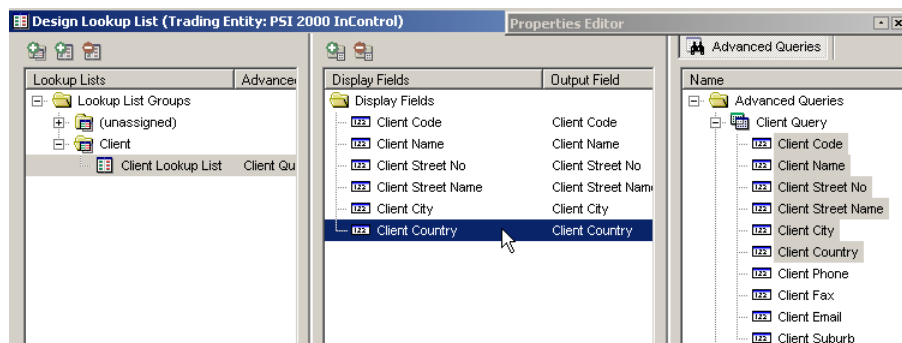 Design Lookup List (Trading Entity: PSI 2000 InControl)
Properties Editor
Lookup Lists Advance
Lookup List Groups
(unassigned)
Client
Client Lookup List Client Qu
Display Fields Output Field
Display Fields
Client Code Client Code
Client Name Client Name
Client Street No Client Street No
Client Street Name Client Street Nam
Client City Client City
Client Country Client Country
Advanced Queries
Name
Advanced Queries
Client Query
Client Code
Client Name
Client Street No
Client Street Name
Client City
Client Country
Client Phone
Client Fax
Client Email
Client Suburb